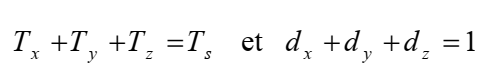 T_x + T_y + T_z = T_s et d_x + d_y + d_z = 1